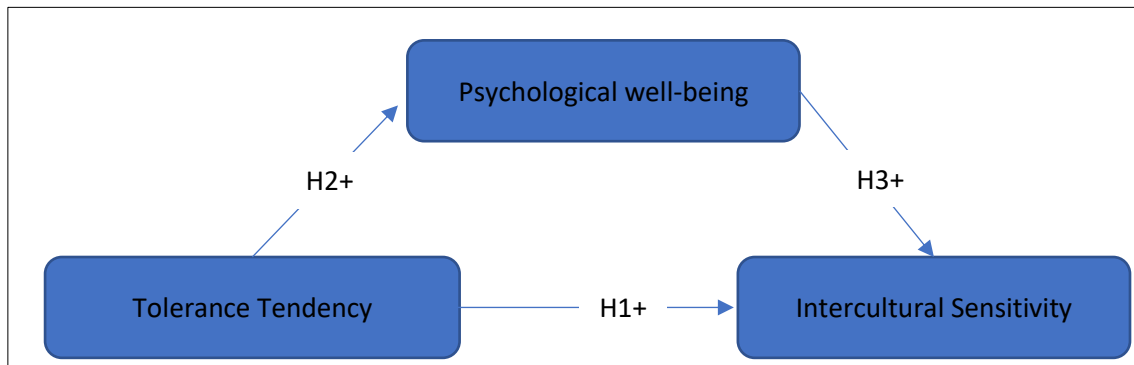 Psychological well-being
H2+
H3+
Tolerance Tendency
H1+
Intercultural Sensitivity